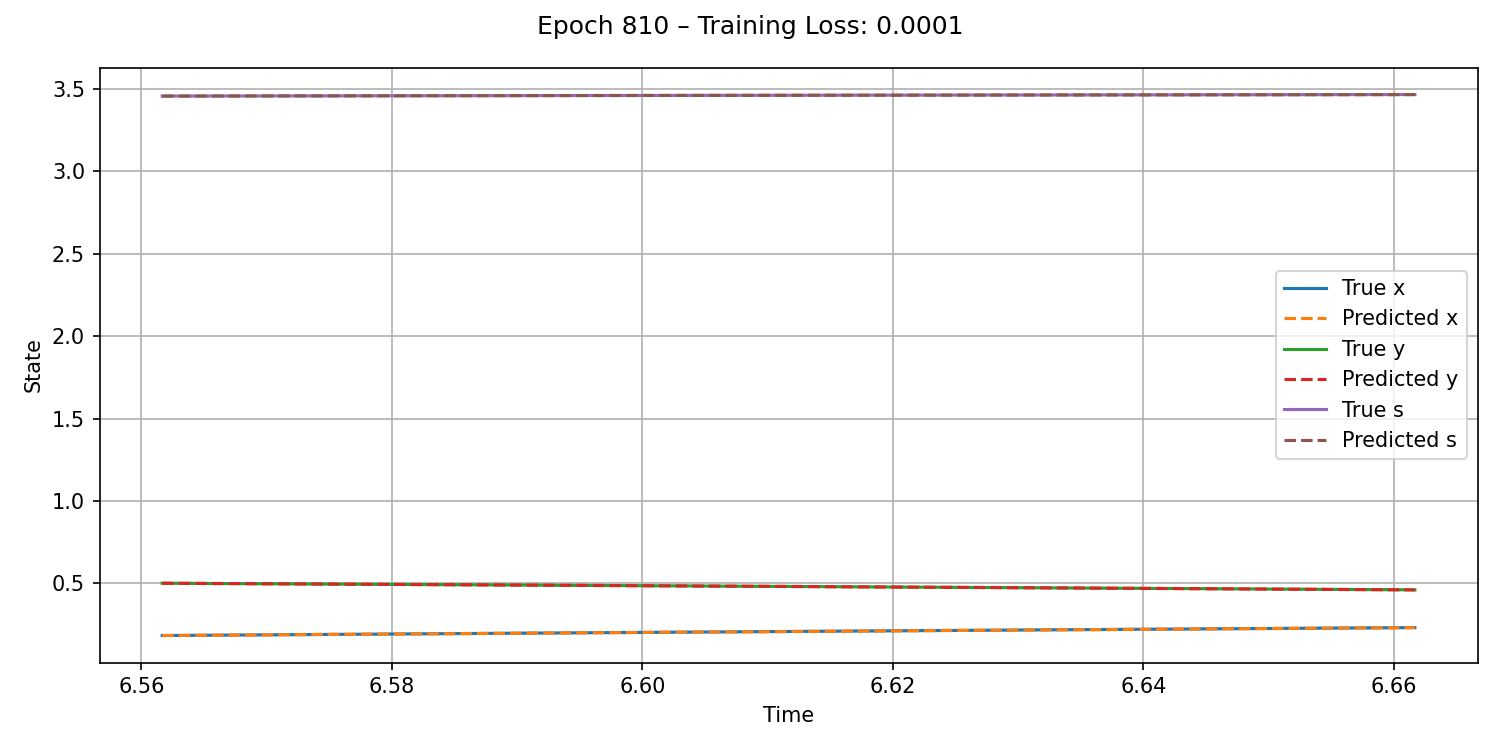 Epoch 810 – Training Loss: 0.0001
3.5
3.0
2.5
2.0
1.5
1.0
0.5
State
True x
Predicted x
True y
Predicted y
True s
Predicted s
6.56 6.58 6.60 6.62 6.64 6.66
Time